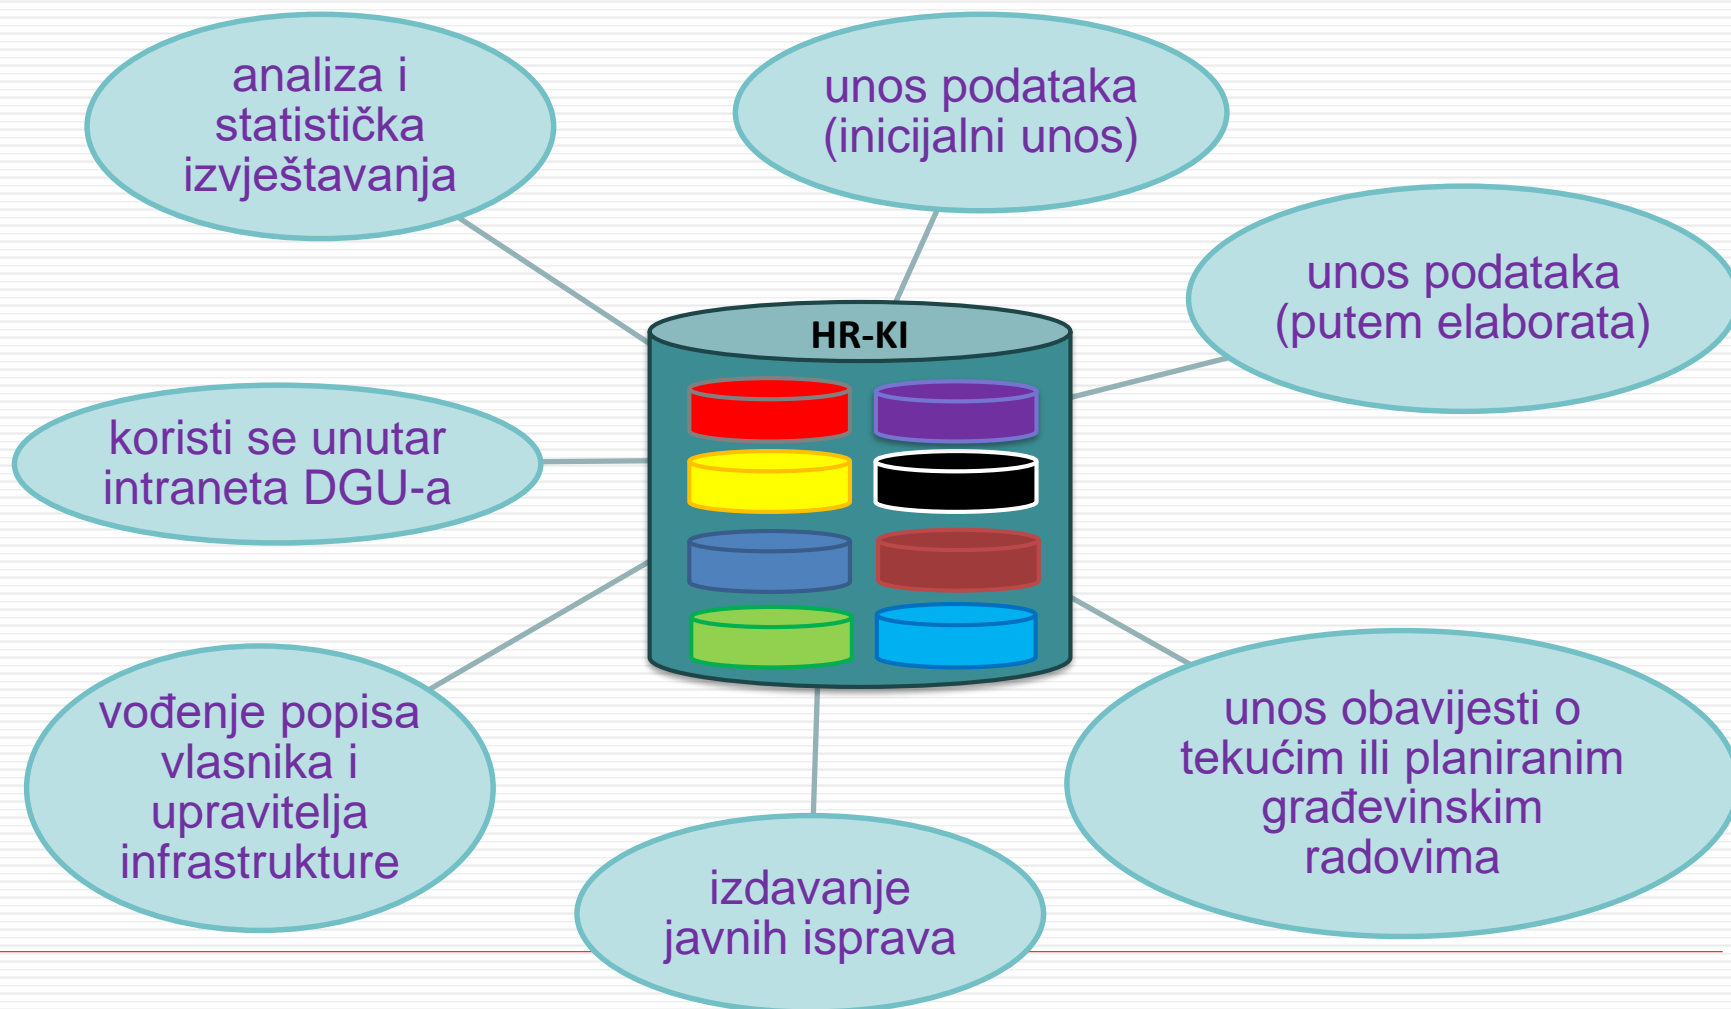 analiza i
statistička
izvještavanja
unos podataka
(inicijalni unos)
unos podataka
(putem elaborata)
HR-KI
koristi se unutar
intraneta DGU-a
vođenje popisa
vlasnika i
upravitelja
infrastrukture
izdavanje
javnih isprava
unos obavijesti o
tekućim ili planiranim
građevinskim
radovima